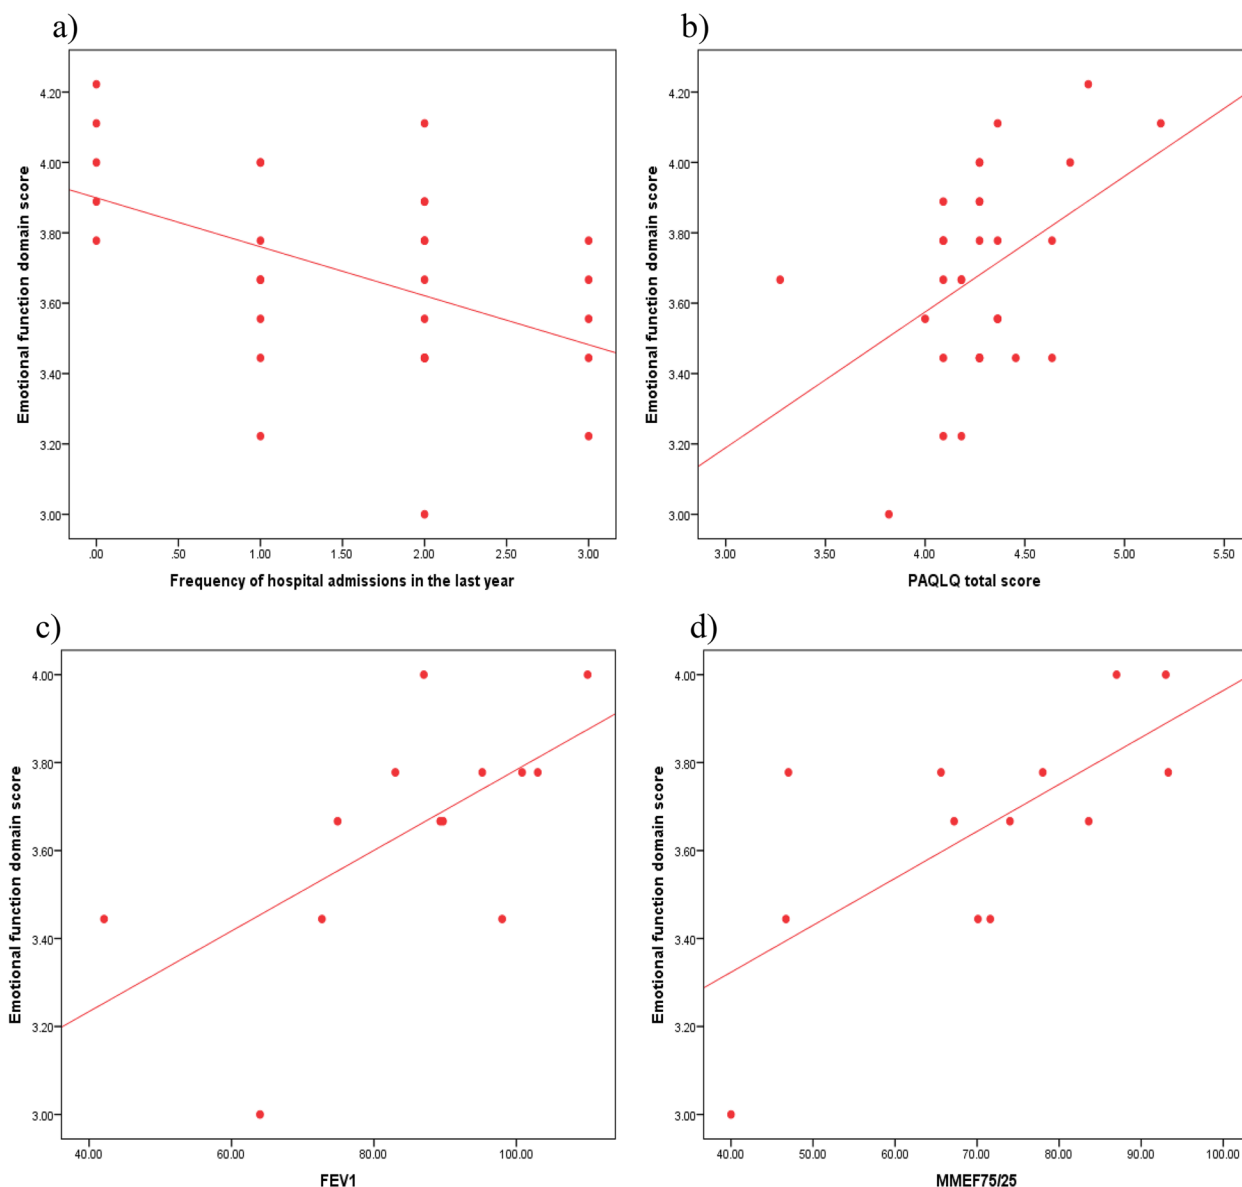 a)
Emotional function domain score
4.20
4.00
3.80
3.60
3.40
3.20
3.00
.00 .50 1.00 1.50 2.00 2.50 3.00
Frequency of hospital admissions in the last year
b)
Emotional function domain score
4.20
4.00
3.80
3.60
3.40
3.20
3.00
3.00 3.50 4.00 4.50 5.00 5.50
PAQLQ total score
c)
Emotional function domain score
4.00
3.80
3.60
3.40
3.20
3.00
40.00 60.00 80.00 100.00
FEV1
d)
Emotional function domain score
4.00
3.80
3.60
3.40
3.20
3.00
40.00 50.00 60.00 70.00 80.00 90.00 100.00
MMEF75/25